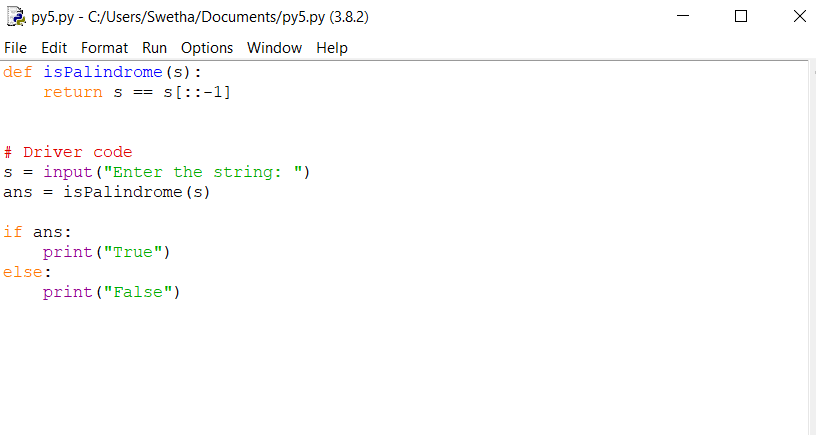 py5.py - C:/Users/Swetha/Documents/py5.py (3.8.2)
File Edit Format Run Options Window Help
def isPalindrome(s):
    return s == s[::-1]
# Driver code
s = input("Enter the string: ")
ans = isPalindrome(s)
if ans:
    print("True")
else:
    print("False")